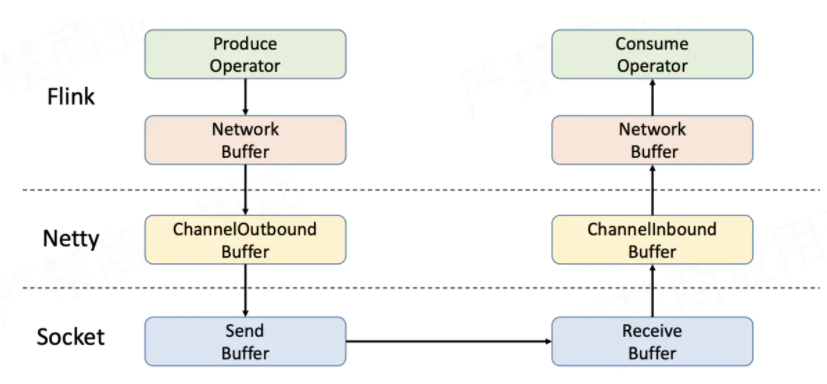 Produce
Operator
Consume
Operator
Flink
Network
Buffer
Network
Buffer
Netty
ChannelOutbound
Buffer
ChannelInbound
Buffer
Socket
Send
Buffer
Receive
Buffer